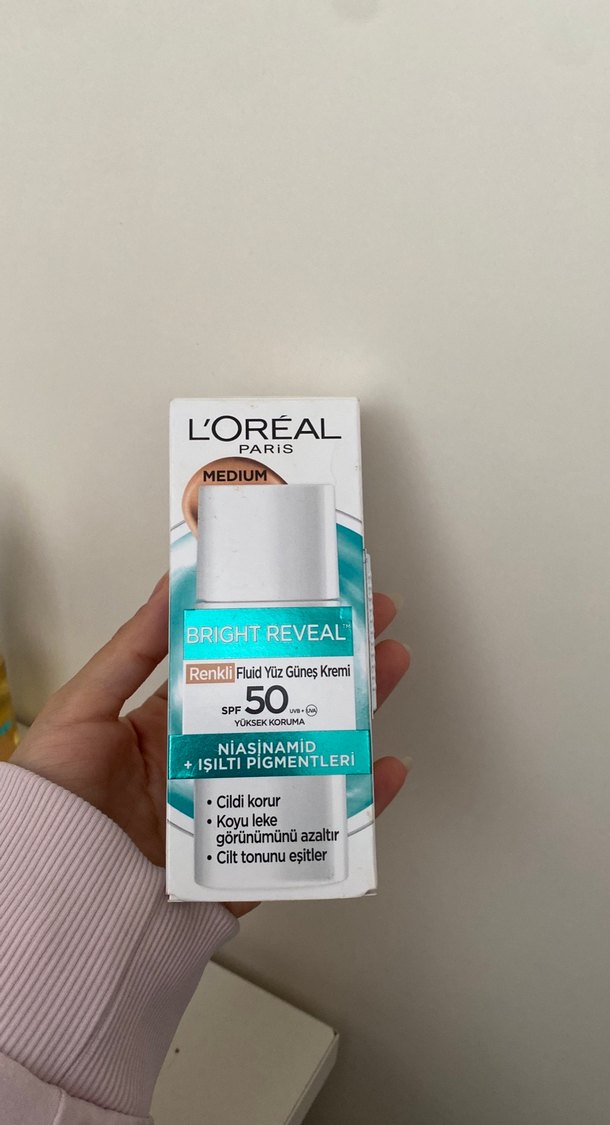 L'ORÉAL
PARiS
MEDIUM
BRIGHT REVEAL™
Renkli Fluid Yüz Güneş Kremi
SPF 50 UVB + UVA
YÜKSEK KORUMA
NİASİNAMİD
+ IŞILTI PİGMENTLERİ
• Cildi korur
• Koyu leke
görünümünü azaltır
• Cilt tonunu eşitler